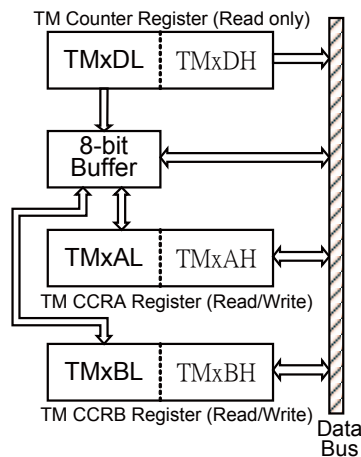 TM Counter Register (Read only)
TMxDL TMxDH
8-bit
Buffer
TMxAL TMxAH
TM CCRA Register (Read/Write)
TMxBL TMxBH
TM CCRB Register (Read/Write)
Data
Bus